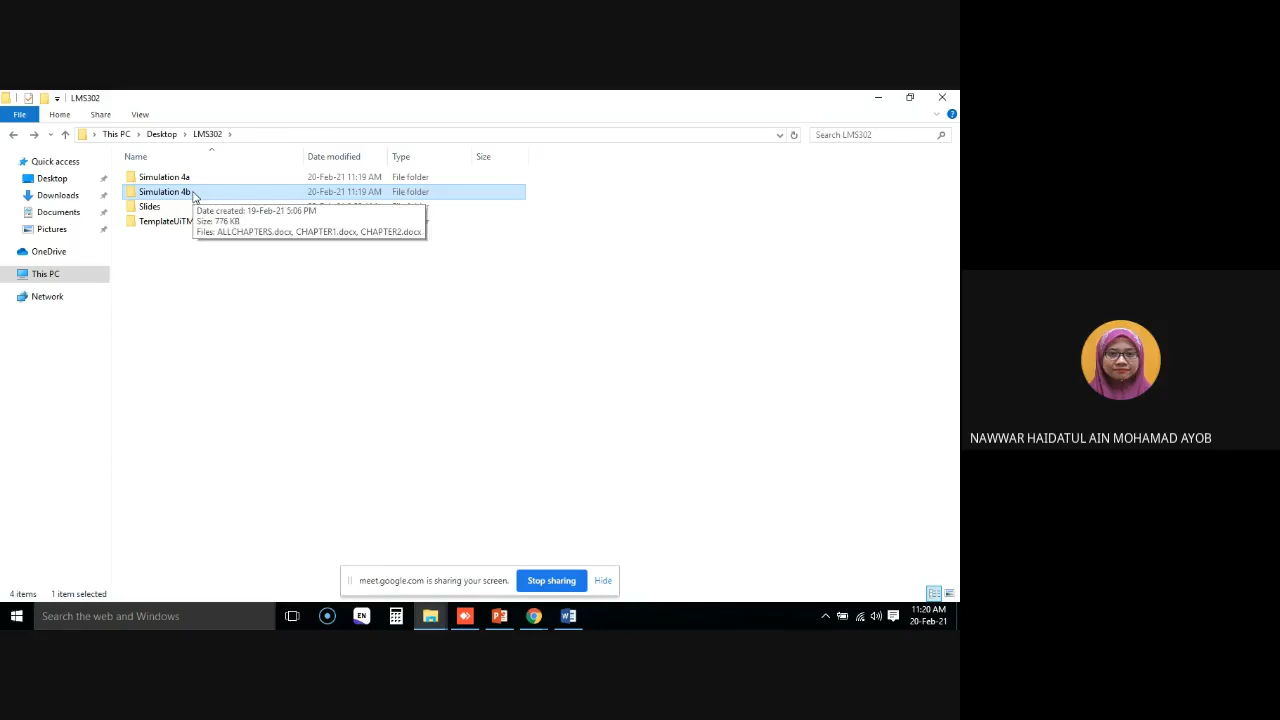 LMS302
File Home Share View
This PC Desktop LMS302 Search LMS302
Name Date modified Type Size
Quick access
Desktop
Downloads
Documents
Pictures
OneDrive
This PC
Network
Simulation 4a 20-Feb-21 11:19 AM File folder
Simulation 4b 20-Feb-21 11:19 AM File folder
Slides
TemplateUiTM
Date created: 19-Feb-21 5:06 PM
Size: 776 KB
Files: ALLCHAPTERS.docx, CHAPTER1.docx, CHAPTER2.docx
NAWWAR HAIDATUL AIN MOHAMAD AYOB
meet.google.com is sharing your screen. Stop sharing Hide
4 items 1 item selected
Search the web and Windows
EN
11:20 AM
20-Feb-21